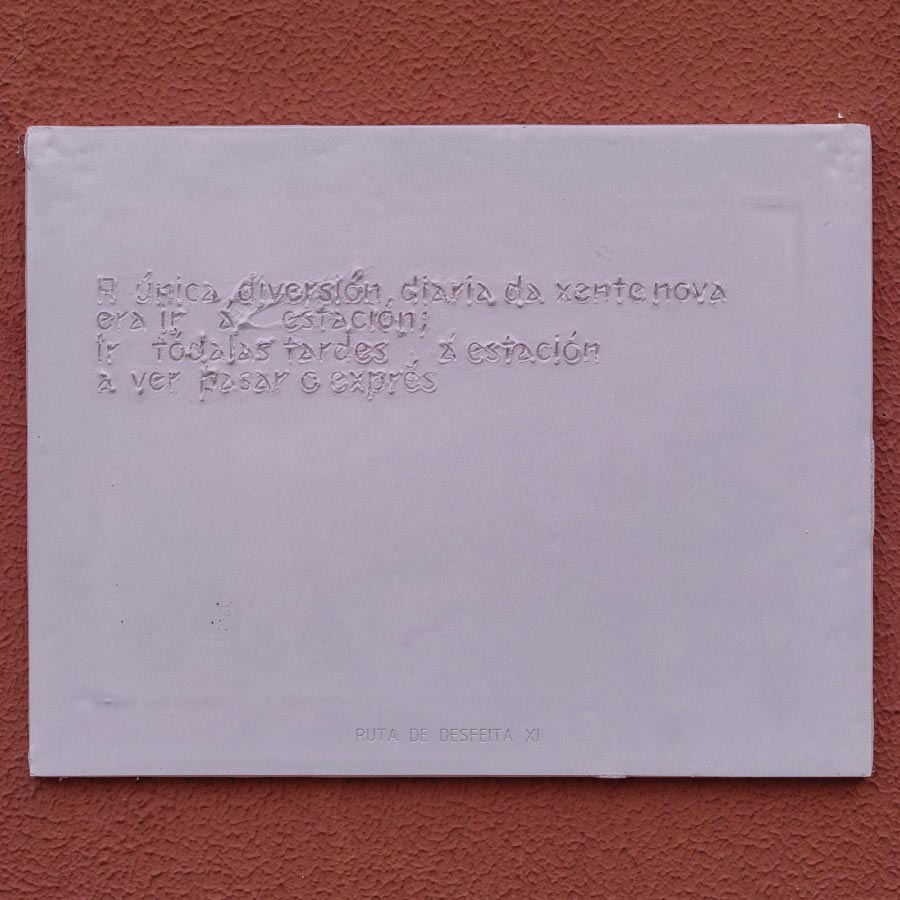 A única diversión, diaria da xente nova
era ir á estación;
ir tódalas tardes, á estación
a ver pasar o exprés
RUTA DE DESFEITA XI